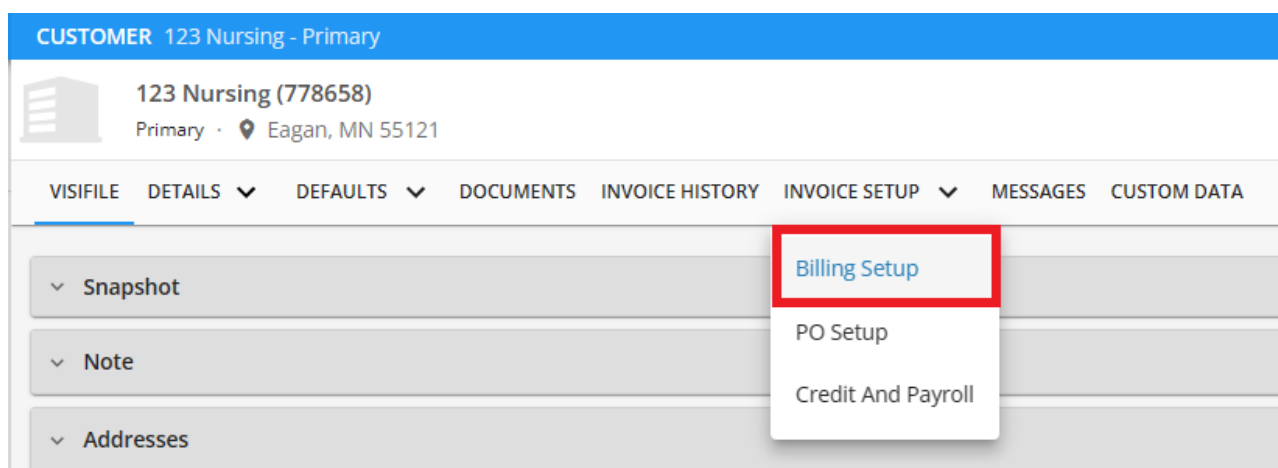 CUSTOMER 123 Nursing - Primary
123 Nursing (778658)
Primary · Eagan, MN 55121
VISIFILE DETAILS DEFAULTS DOCUMENTS INVOICE HISTORY INVOICE SETUP MESSAGES CUSTOM DATA
Billing Setup
Snapshot
PO Setup
Note
Credit And Payroll
Addresses